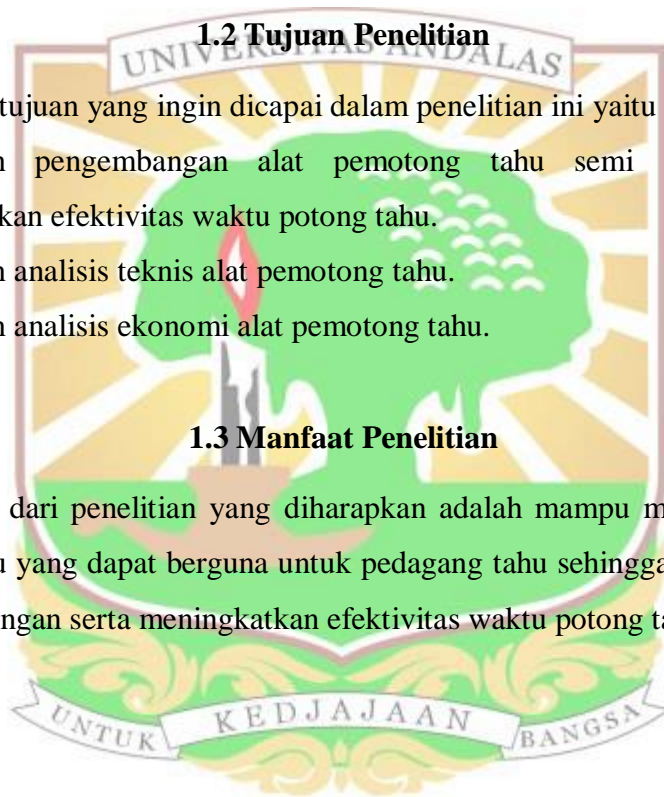 1.2 Tujuan Penelitian
UNIVERSITAS ANDALAS
tujuan yang ingin dicapai dalam penelitian ini yaitu
pengembangan alat pemotong tahu semi
kan efektivitas waktu potong tahu.
n analisis teknis alat pemotong tahu.
n analisis ekonomi alat pemotong tahu.
1.3 Manfaat Penelitian
dari penelitian yang diharapkan adalah mampu m
u yang dapat berguna untuk pedagang tahu sehingga
ngan serta meningkatkan efektivitas waktu potong ta
UNTUK KEDJAJAAN BANGSA